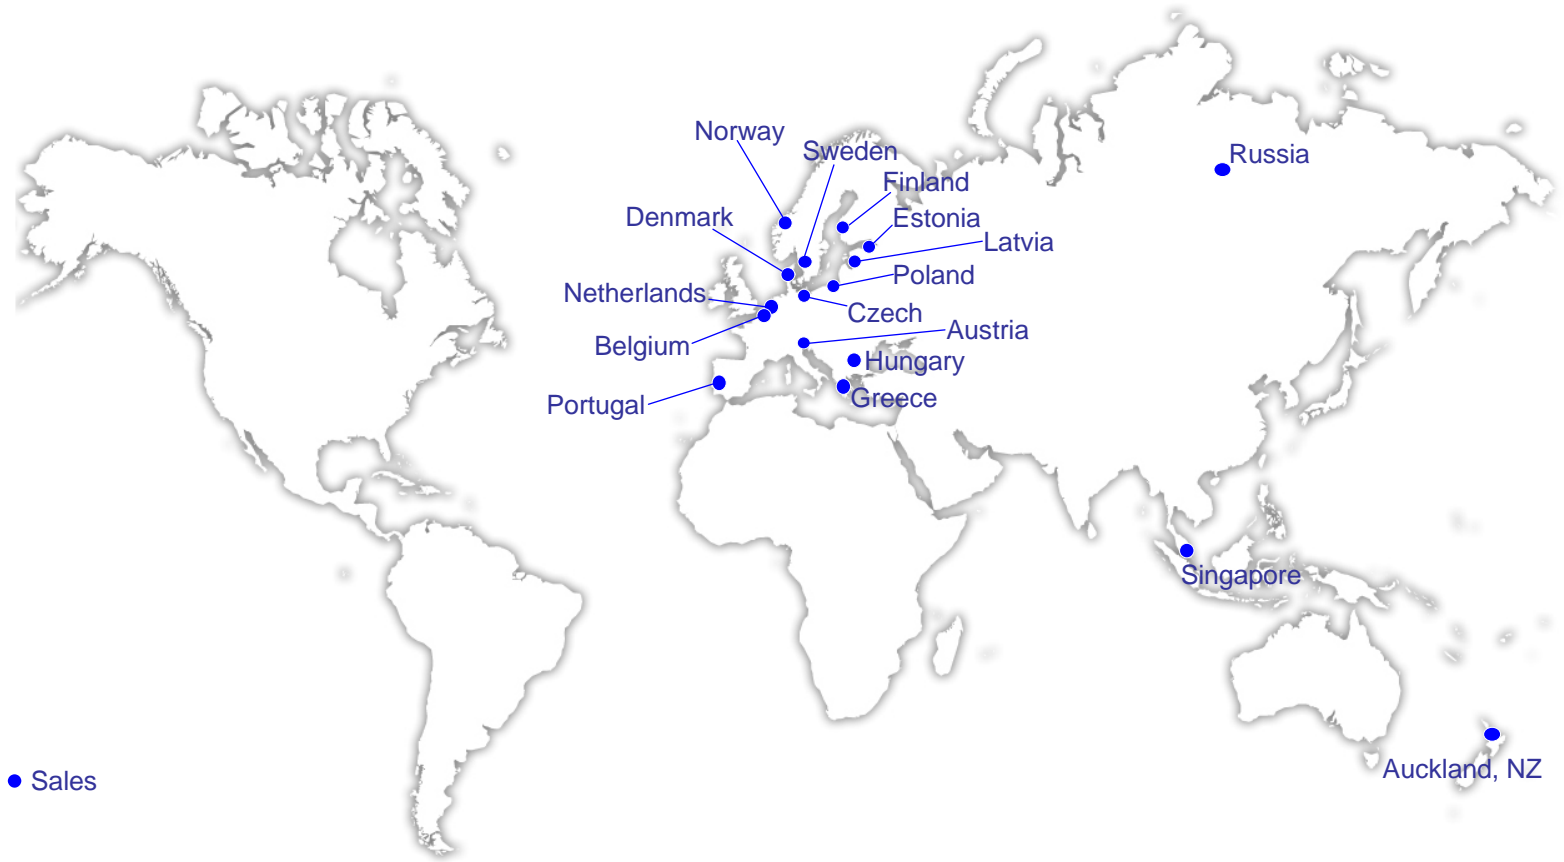 Norway
Sweden
Russia
Finland
Denmark
Estonia
Latvia
Poland
Netherlands
Czech
Austria
Belgium
Hungary
Greece
Portugal
Singapore
Auckland, NZ
Sales